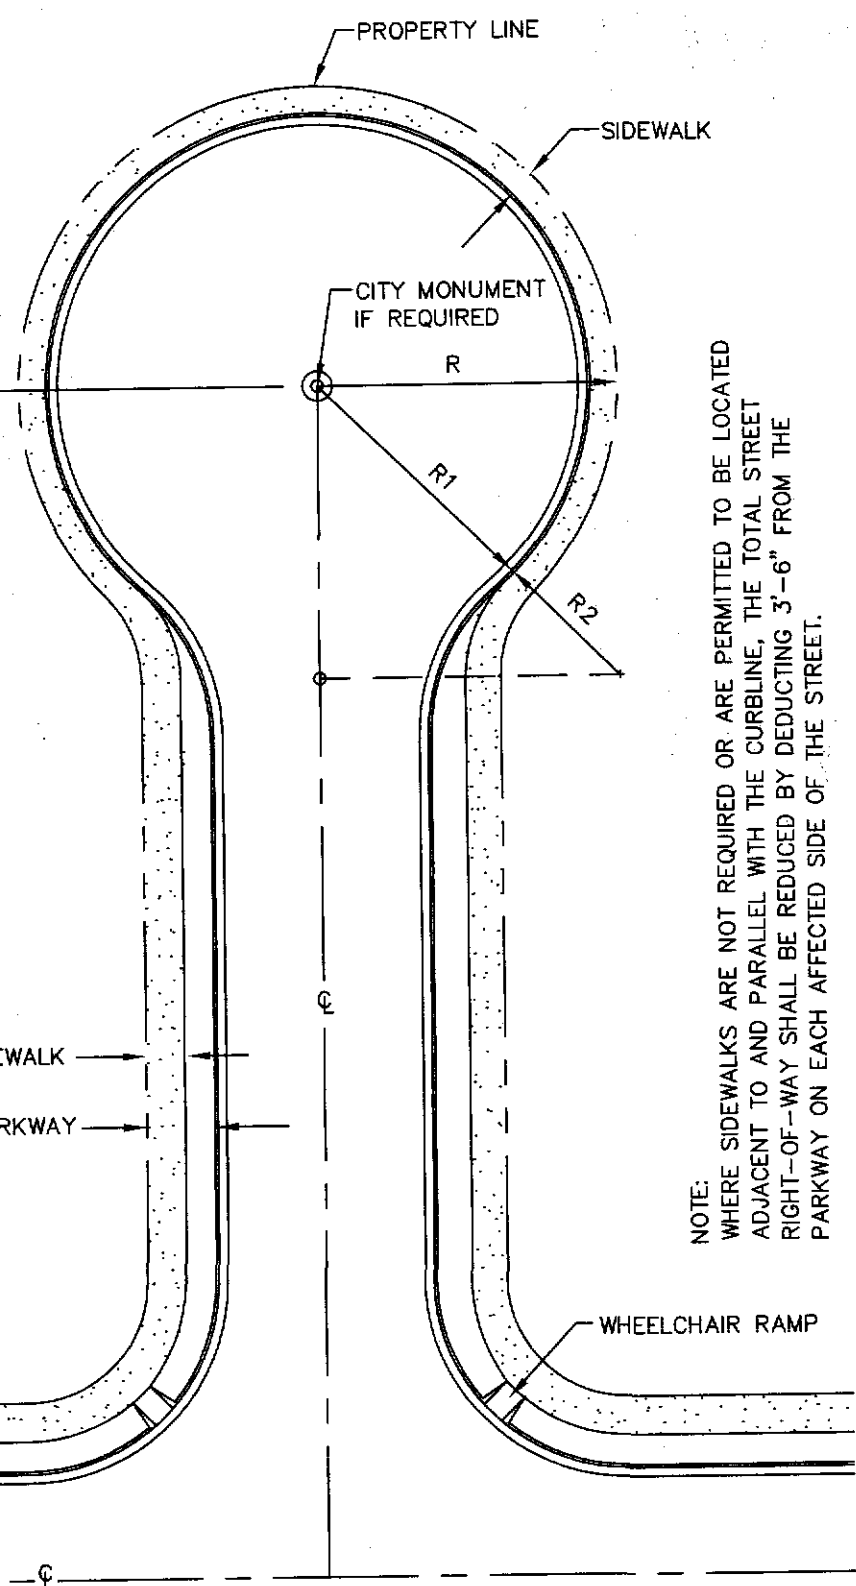 PROPERTY LINE
SIDEWALK
CITY MONUMENT
IF REQUIRED
R
R1
R2
℄
EWALK
RKWAY
NOTE:
WHERE SIDEWALKS ARE NOT REQUIRED OR ARE PERMITTED TO BE LOCATED
ADJACENT TO AND PARALLEL WITH THE CURBLINE, THE TOTAL STREET
RIGHT-OF-WAY SHALL BE REDUCED BY DEDUCTING 3'-6" FROM THE
PARKWAY ON EACH AFFECTED SIDE OF THE STREET.
WHEELCHAIR RAMP
℄